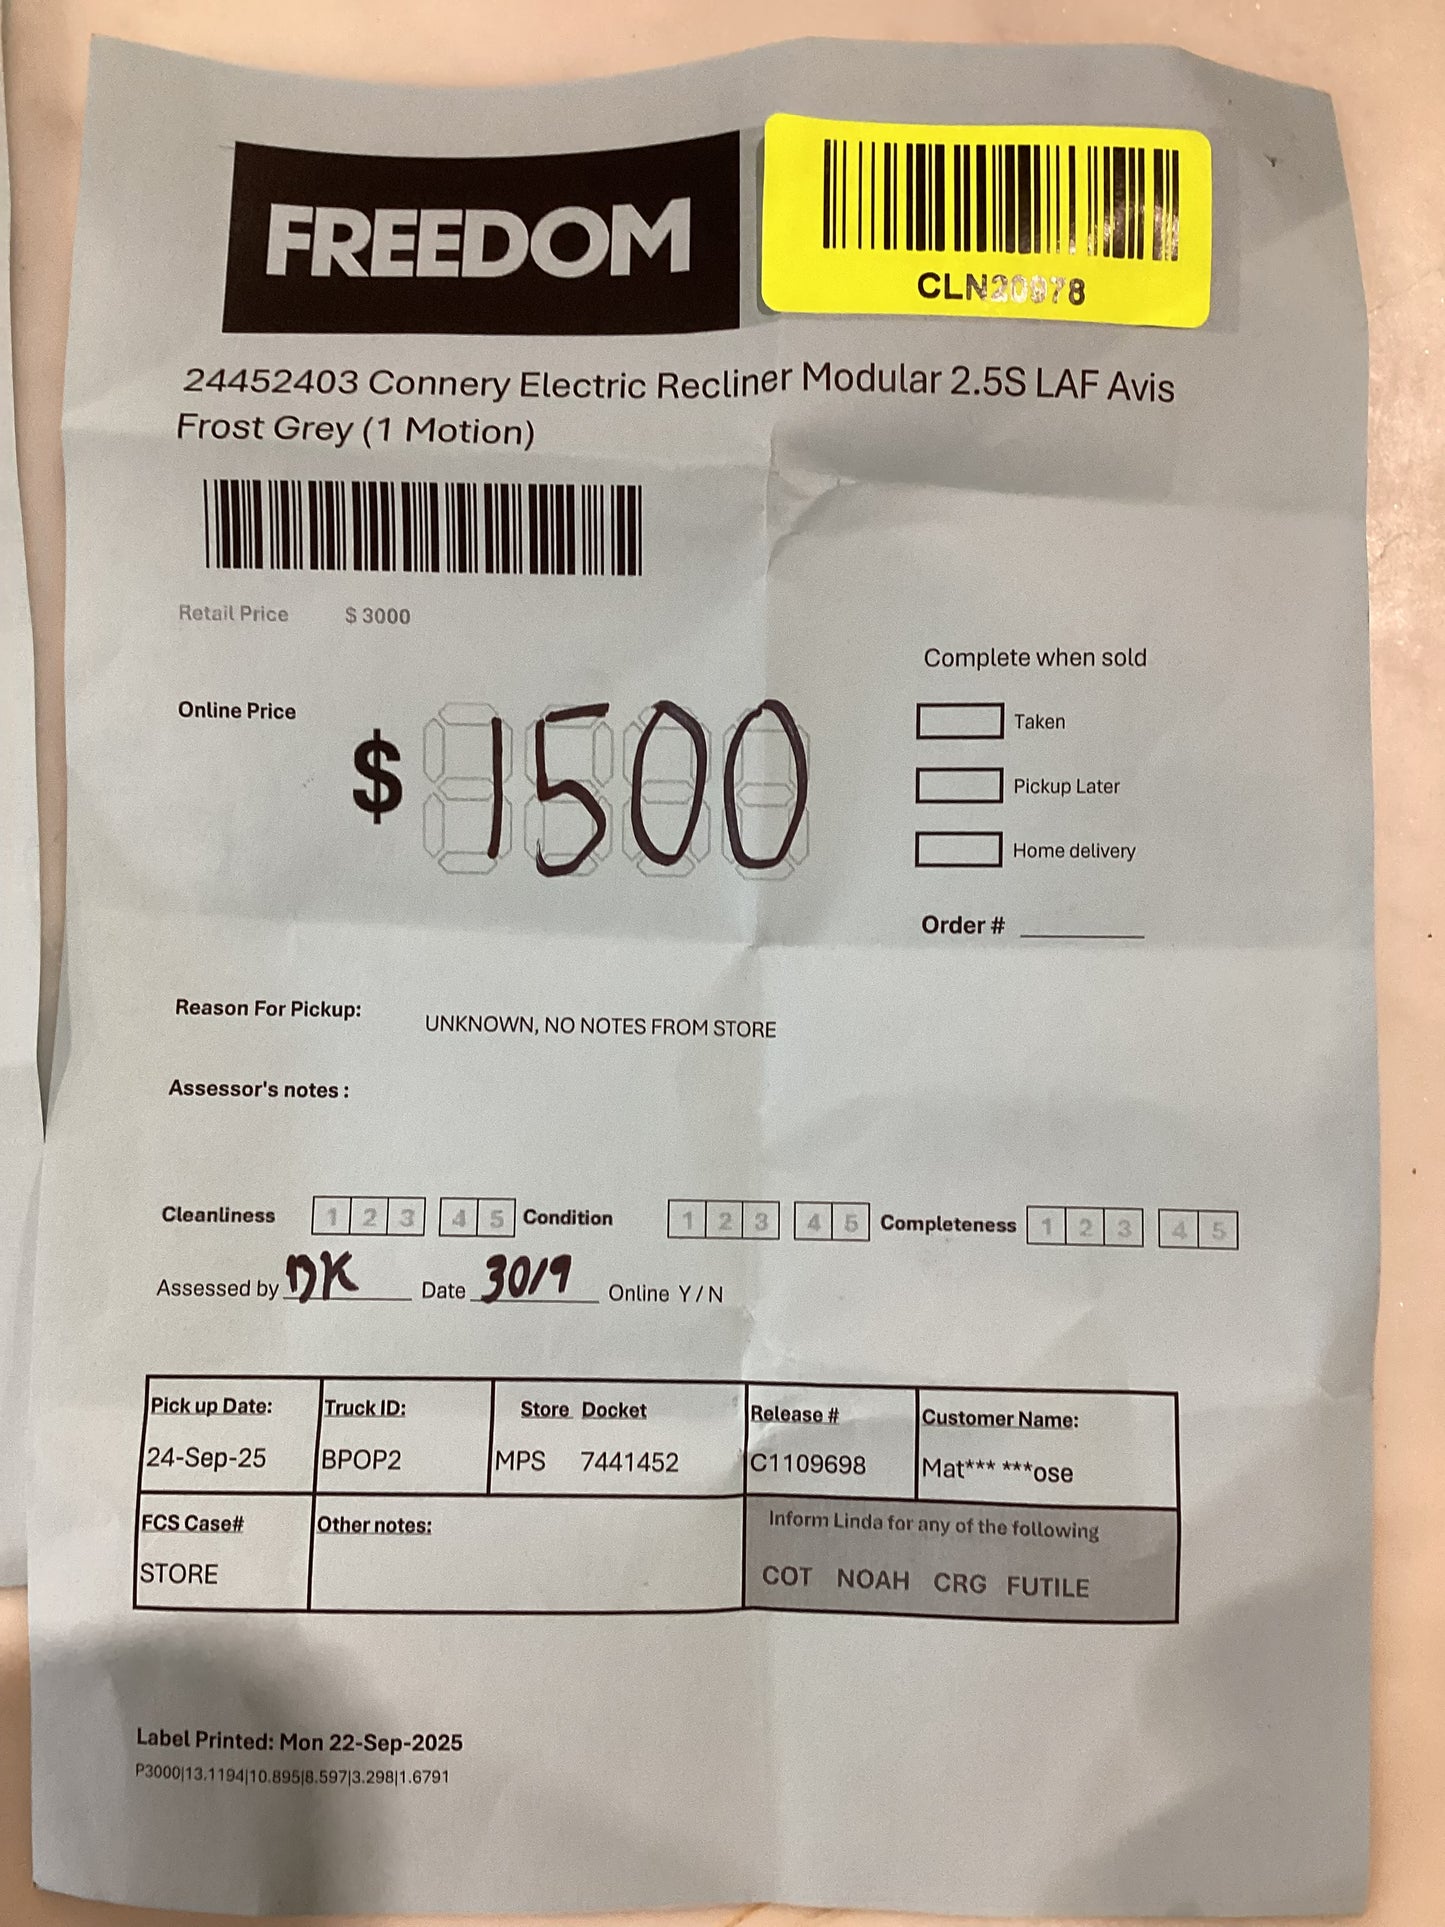 FREEDOM
CLN20978
24452403 Connery Electric Recliner Modular 2.5S LAF Avis
Frost Grey (1 Motion)
Retail Price $ 3000
Complete when sold
Online Price
$ 1500
Taken
Pickup Later
Home delivery
Order #
Reason For Pickup:
UNKNOWN, NO NOTES FROM STORE
Assessor's notes :
Cleanliness 1 2 3 4 5 Condition 1 2 3 4 5 Completeness 1 2 3 4 5
Assessed by DK Date 30/9 Online Y / N
Pick up Date: Truck ID: Store Docket Release # Customer Name:
24-Sep-25 BPOP2 MPS 7441452 C1109698 Mat*** ***ose
FCS Case# Other notes: Inform Linda for any of the following
STORE COT NOAH CRG FUTILE
Label Printed: Mon 22-Sep-2025
P3000|13.1194|10.895|8.597|3.298|1.6791